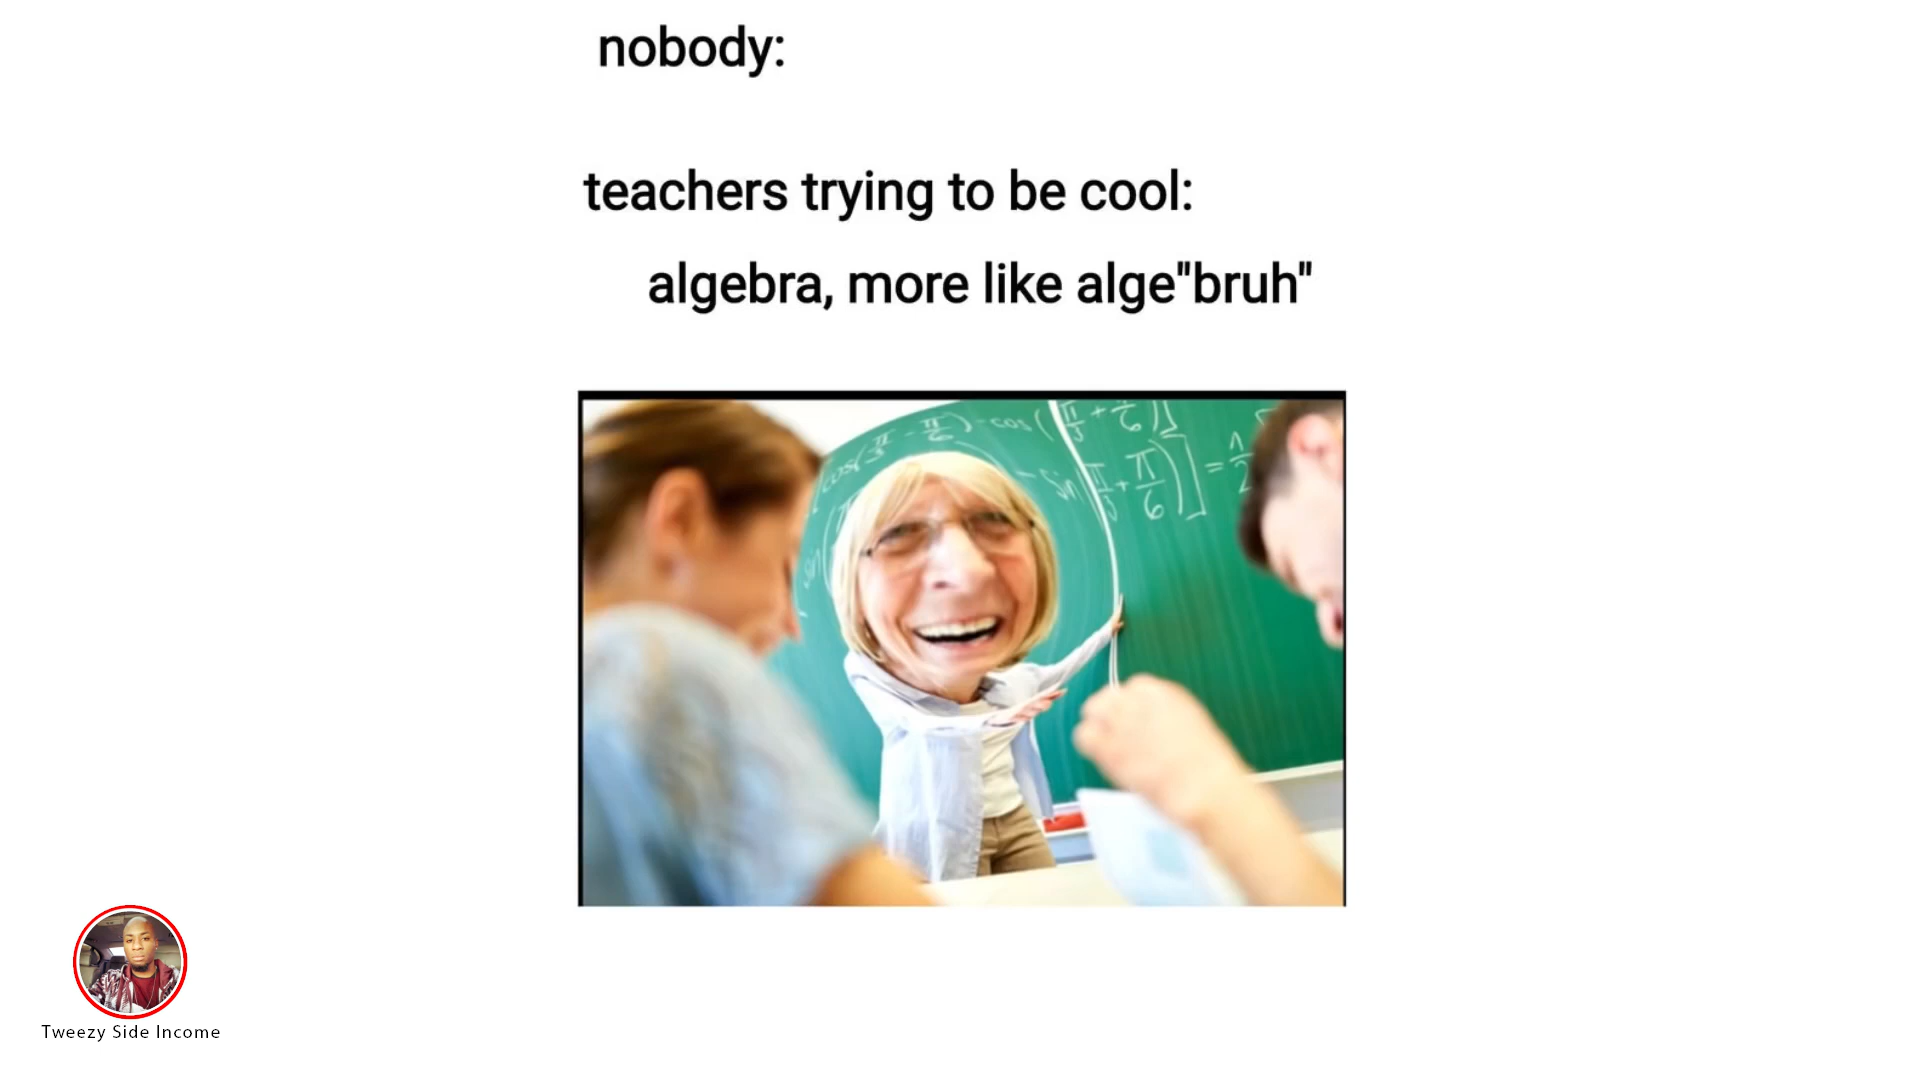 nobody:
teachers trying to be cool:
algebra, more like alge"bruh"
Tweezy Side Income